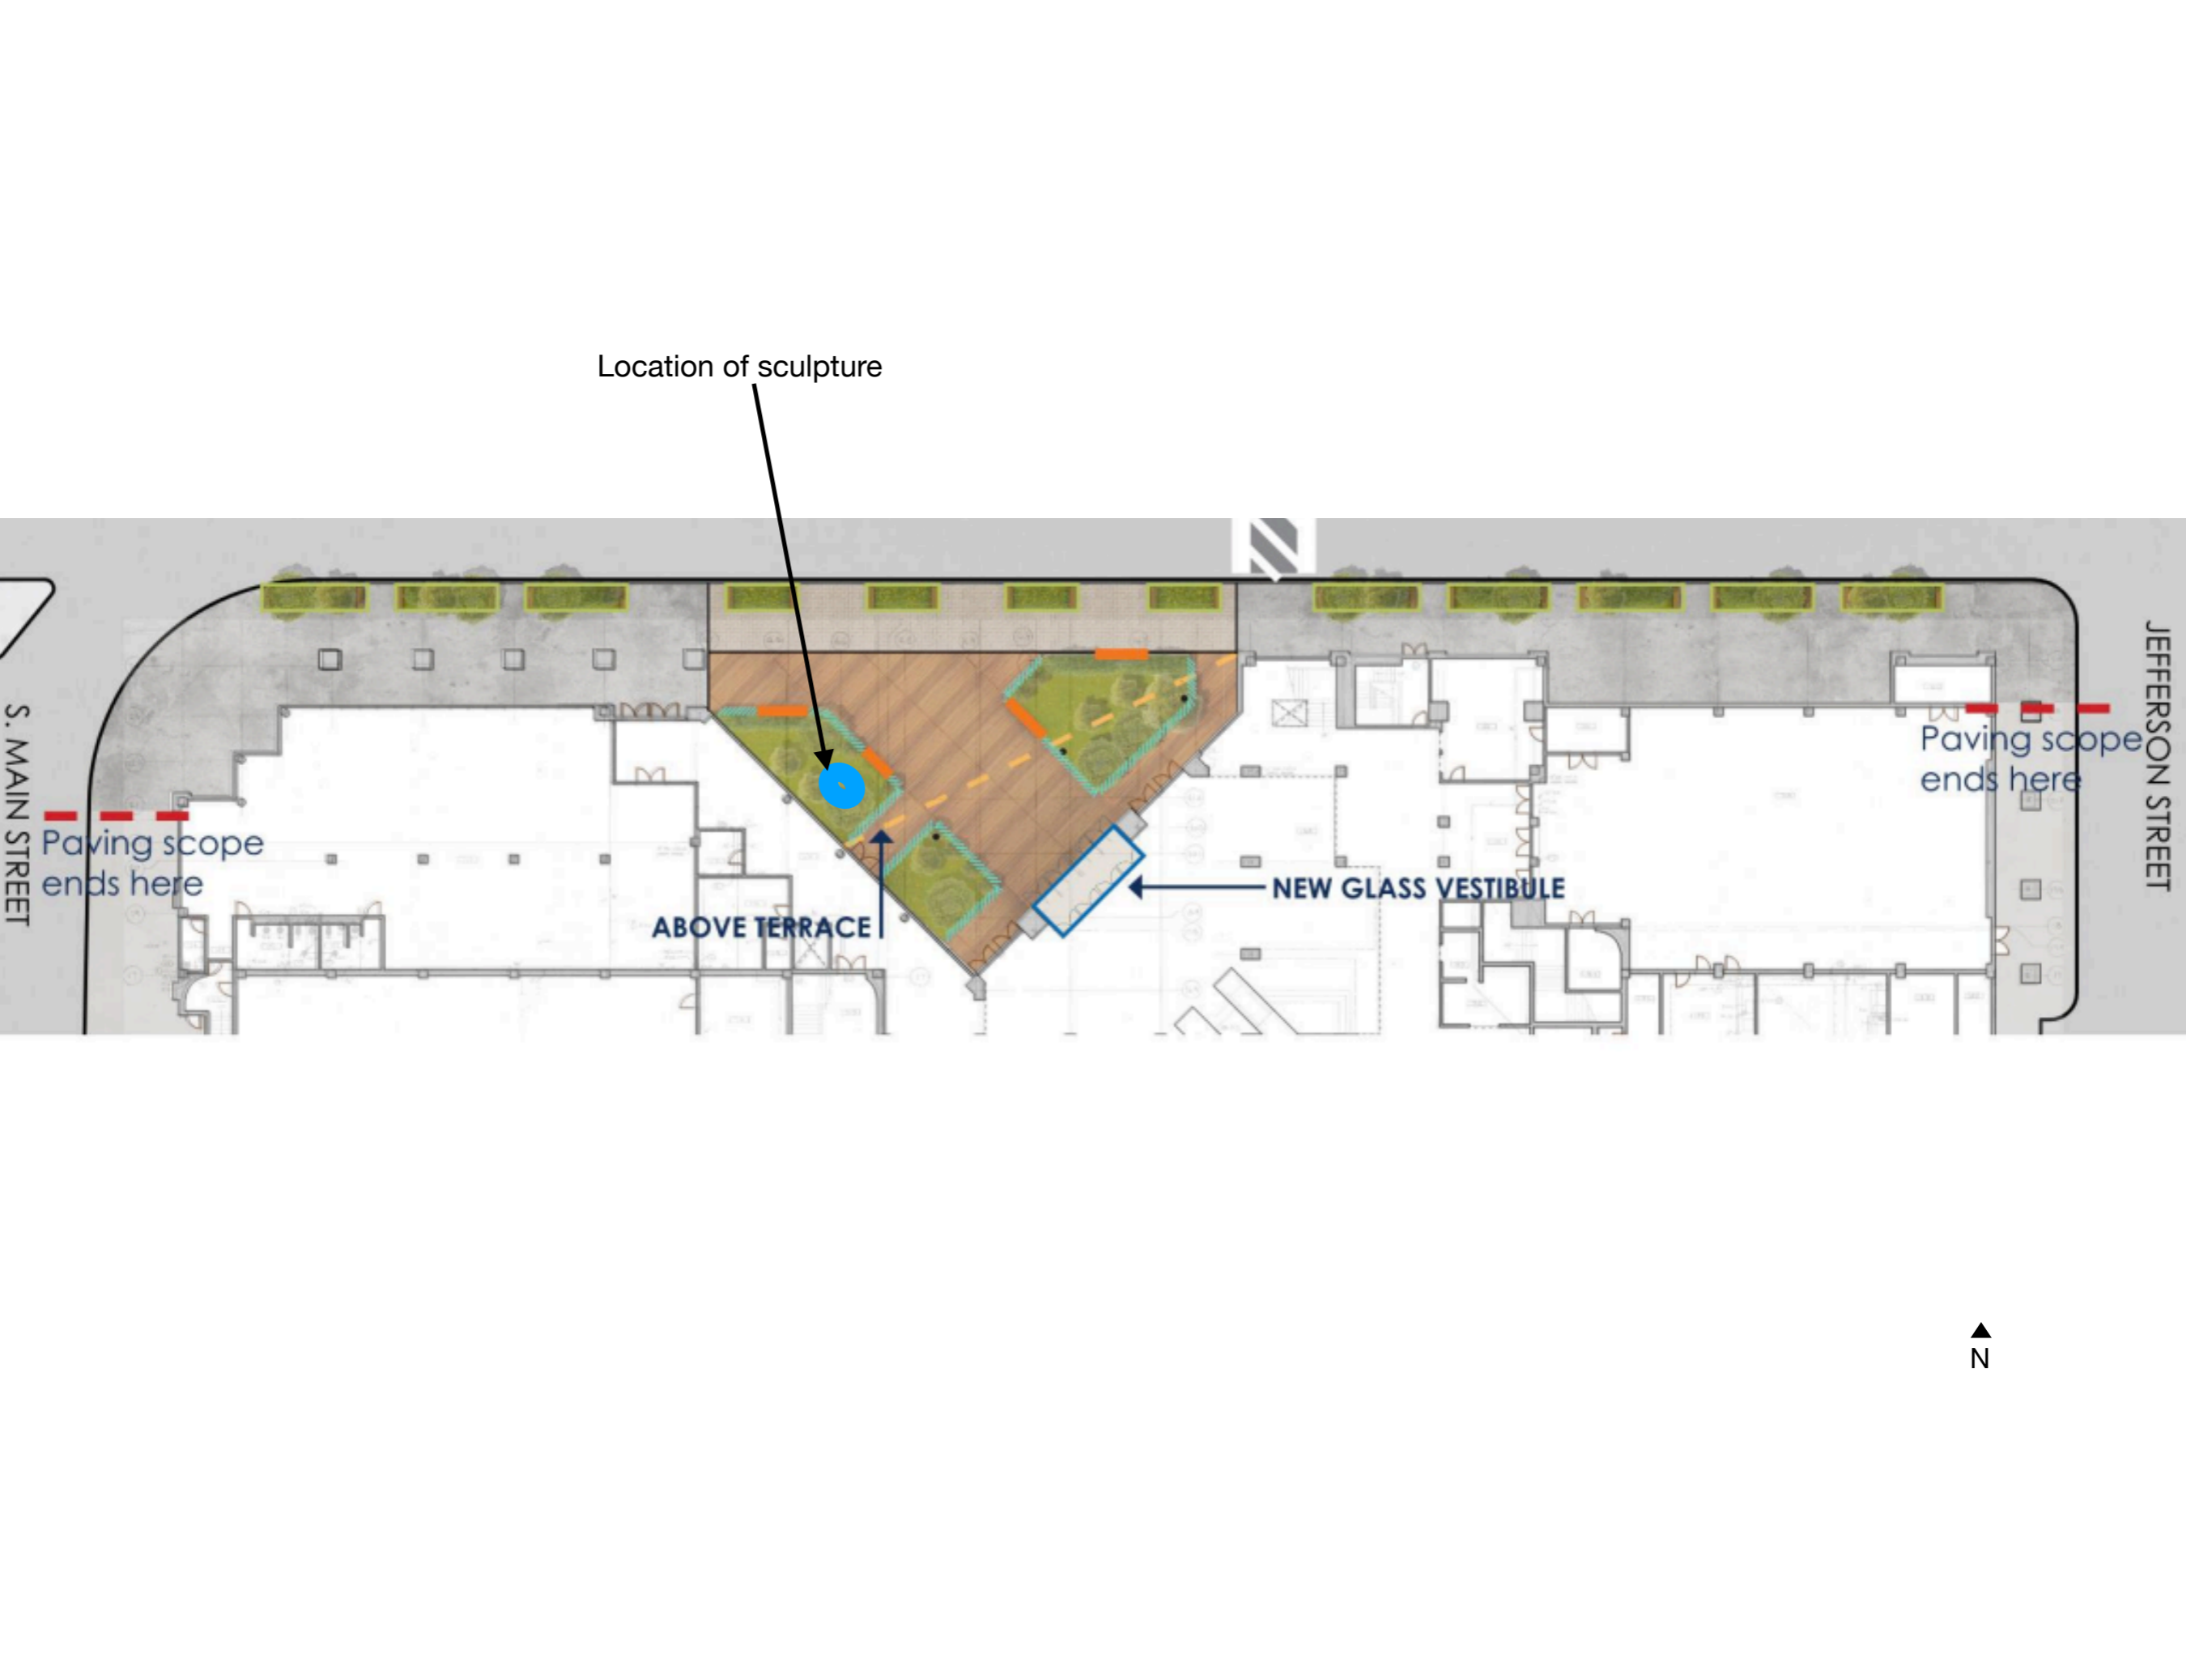 Location of sculpture
S. MAIN STREET
JEFFERSON STREET
Paving scope
ends here
Paving scope
ends here
NEW GLASS VESTIBULE
ABOVE TERRACE
N